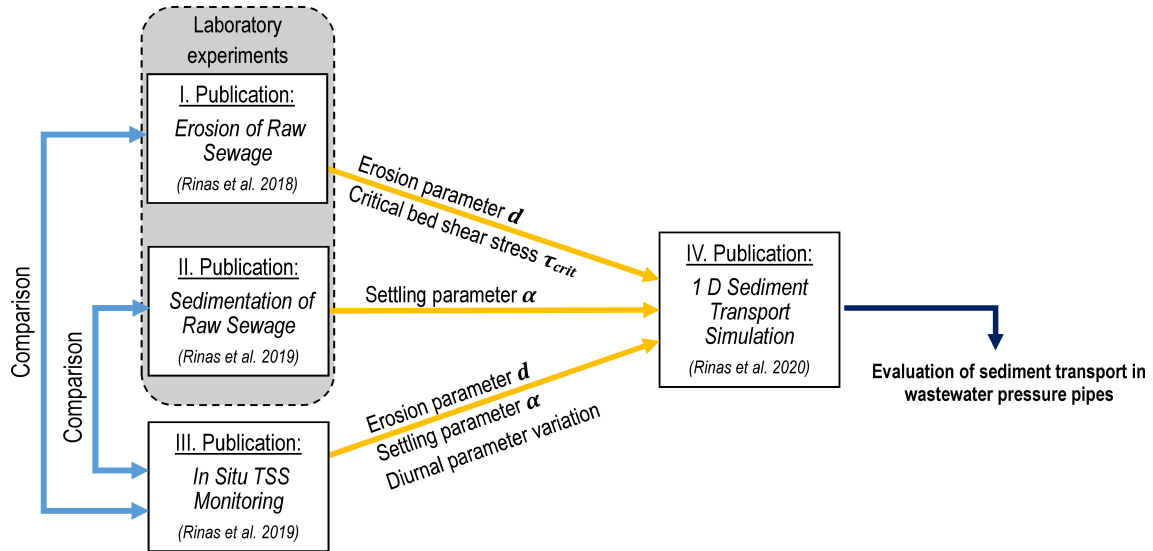 Laboratory
experiments
I. Publication:
Erosion of Raw
Sewage
(Rinas et al. 2018)
II. Publication:
Sedimentation of
Raw Sewage
(Rinas et al. 2019)
III. Publication:
In Situ TSS
Monitoring
(Rinas et al. 2019)
Comparison
Comparison
Erosion parameter d
Critical bed shear stress τcrit
Settling parameter α
Erosion parameter d
Settling parameter α
Diurnal parameter variation
IV. Publication:
1 D Sediment
Transport
Simulation
(Rinas et al. 2020)
Evaluation of sediment transport in
wastewater pressure pipes